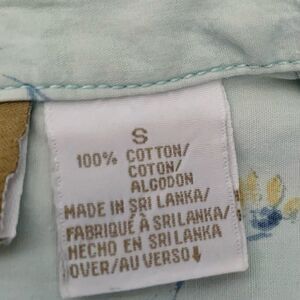 S
100% COTTON/
COTON/
ALGODON
MADE IN SRI LANKA/
FABRIQUÉ À SRI LANKA/
HECHO EN SRI LANKA
OVER/AU VERSO↓